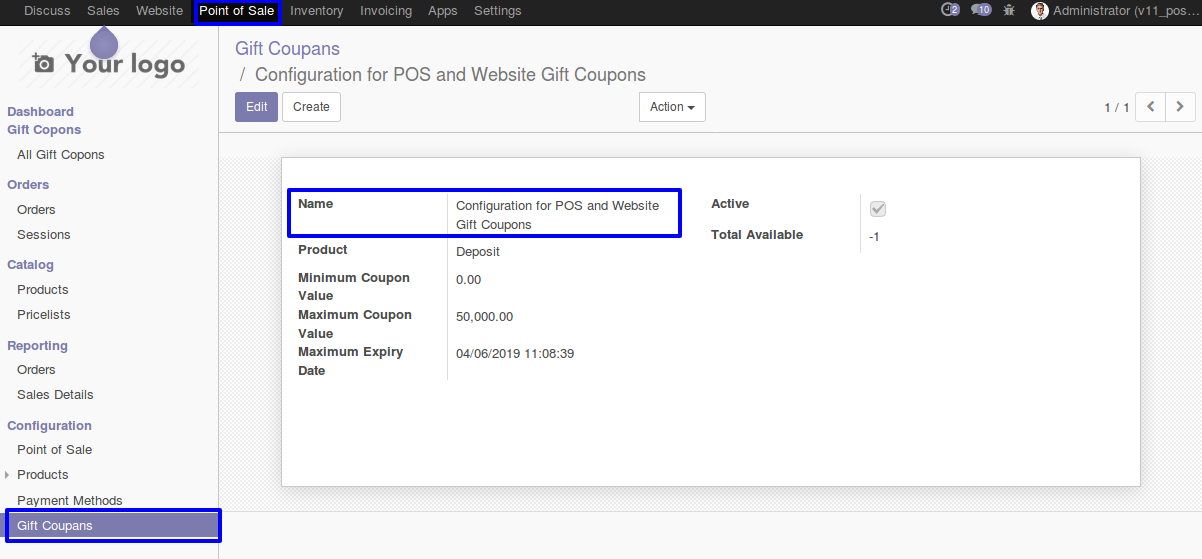 Discuss Sales Website Point of Sale Inventory Invoicing Apps Settings 2 10 Administrator (v11_pos…
Your logo
Dashboard
Gift Copons
All Gift Copons
Orders
Orders
Sessions
Catalog
Products
Pricelists
Reporting
Orders
Sales Details
Configuration
Point of Sale
Products
Payment Methods
Gift Coupans
Gift Coupans
/ Configuration for POS and Website Gift Coupons
Edit Create Action 1 / 1
Name Configuration for POS and Website
Gift Coupons
Product Deposit
Minimum Coupon
Value 0.00
Maximum Coupon
Value 50,000.00
Maximum Expiry
Date 04/06/2019 11:08:39
Active
Total Available -1